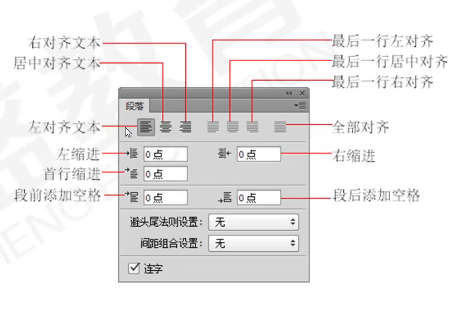 右对齐文本
最后一行左对齐
居中对齐文本
最后一行居中对齐
最后一行右对齐
段落
左对齐文本
全部对齐
左缩进
0 点
0 点
右缩进
首行缩进
0 点
段前添加空格
0 点
0 点
段后添加空格
避头尾法则设置： 无
间距组合设置： 无
连字